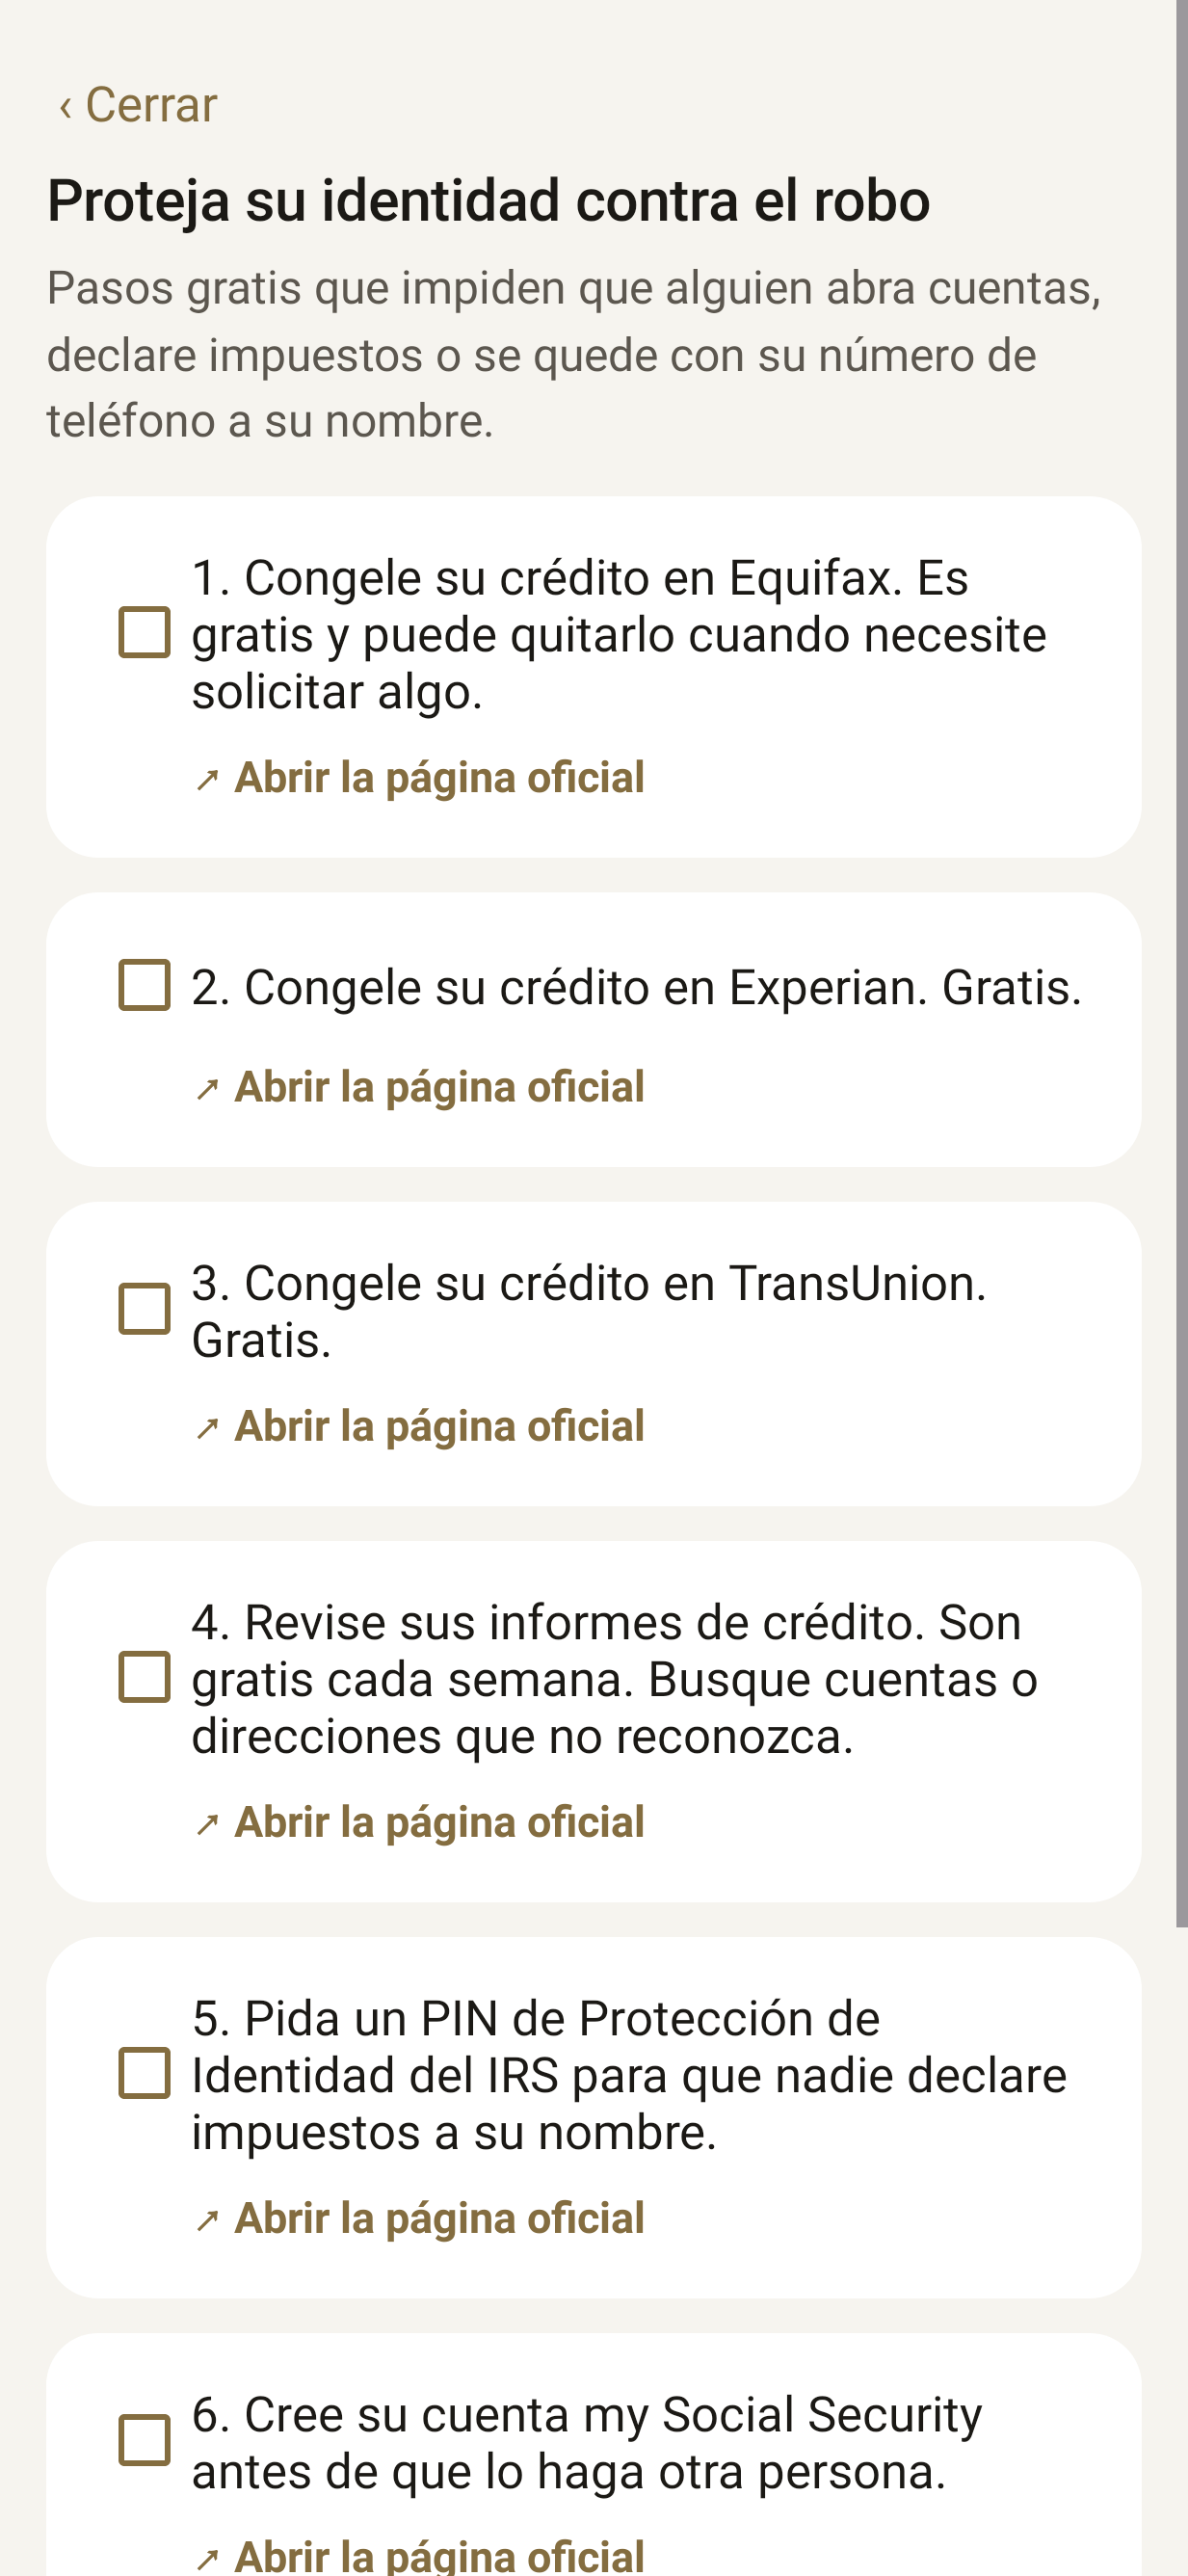 ‹ Cerrar
Proteja su identidad contra el robo
Pasos gratis que impiden que alguien abra cuentas,
declare impuestos o se quede con su número de
teléfono a su nombre.
1. Congele su crédito en Equifax. Es
gratis y puede quitarlo cuando necesite
solicitar algo.
↗ Abrir la página oficial
2. Congele su crédito en Experian. Gratis.
↗ Abrir la página oficial
3. Congele su crédito en TransUnion.
Gratis.
↗ Abrir la página oficial
4. Revise sus informes de crédito. Son
gratis cada semana. Busque cuentas o
direcciones que no reconozca.
↗ Abrir la página oficial
5. Pida un PIN de Protección de
Identidad del IRS para que nadie declare
impuestos a su nombre.
↗ Abrir la página oficial
6. Cree su cuenta my Social Security
antes de que lo haga otra persona.
↗ Abrir la página oficial